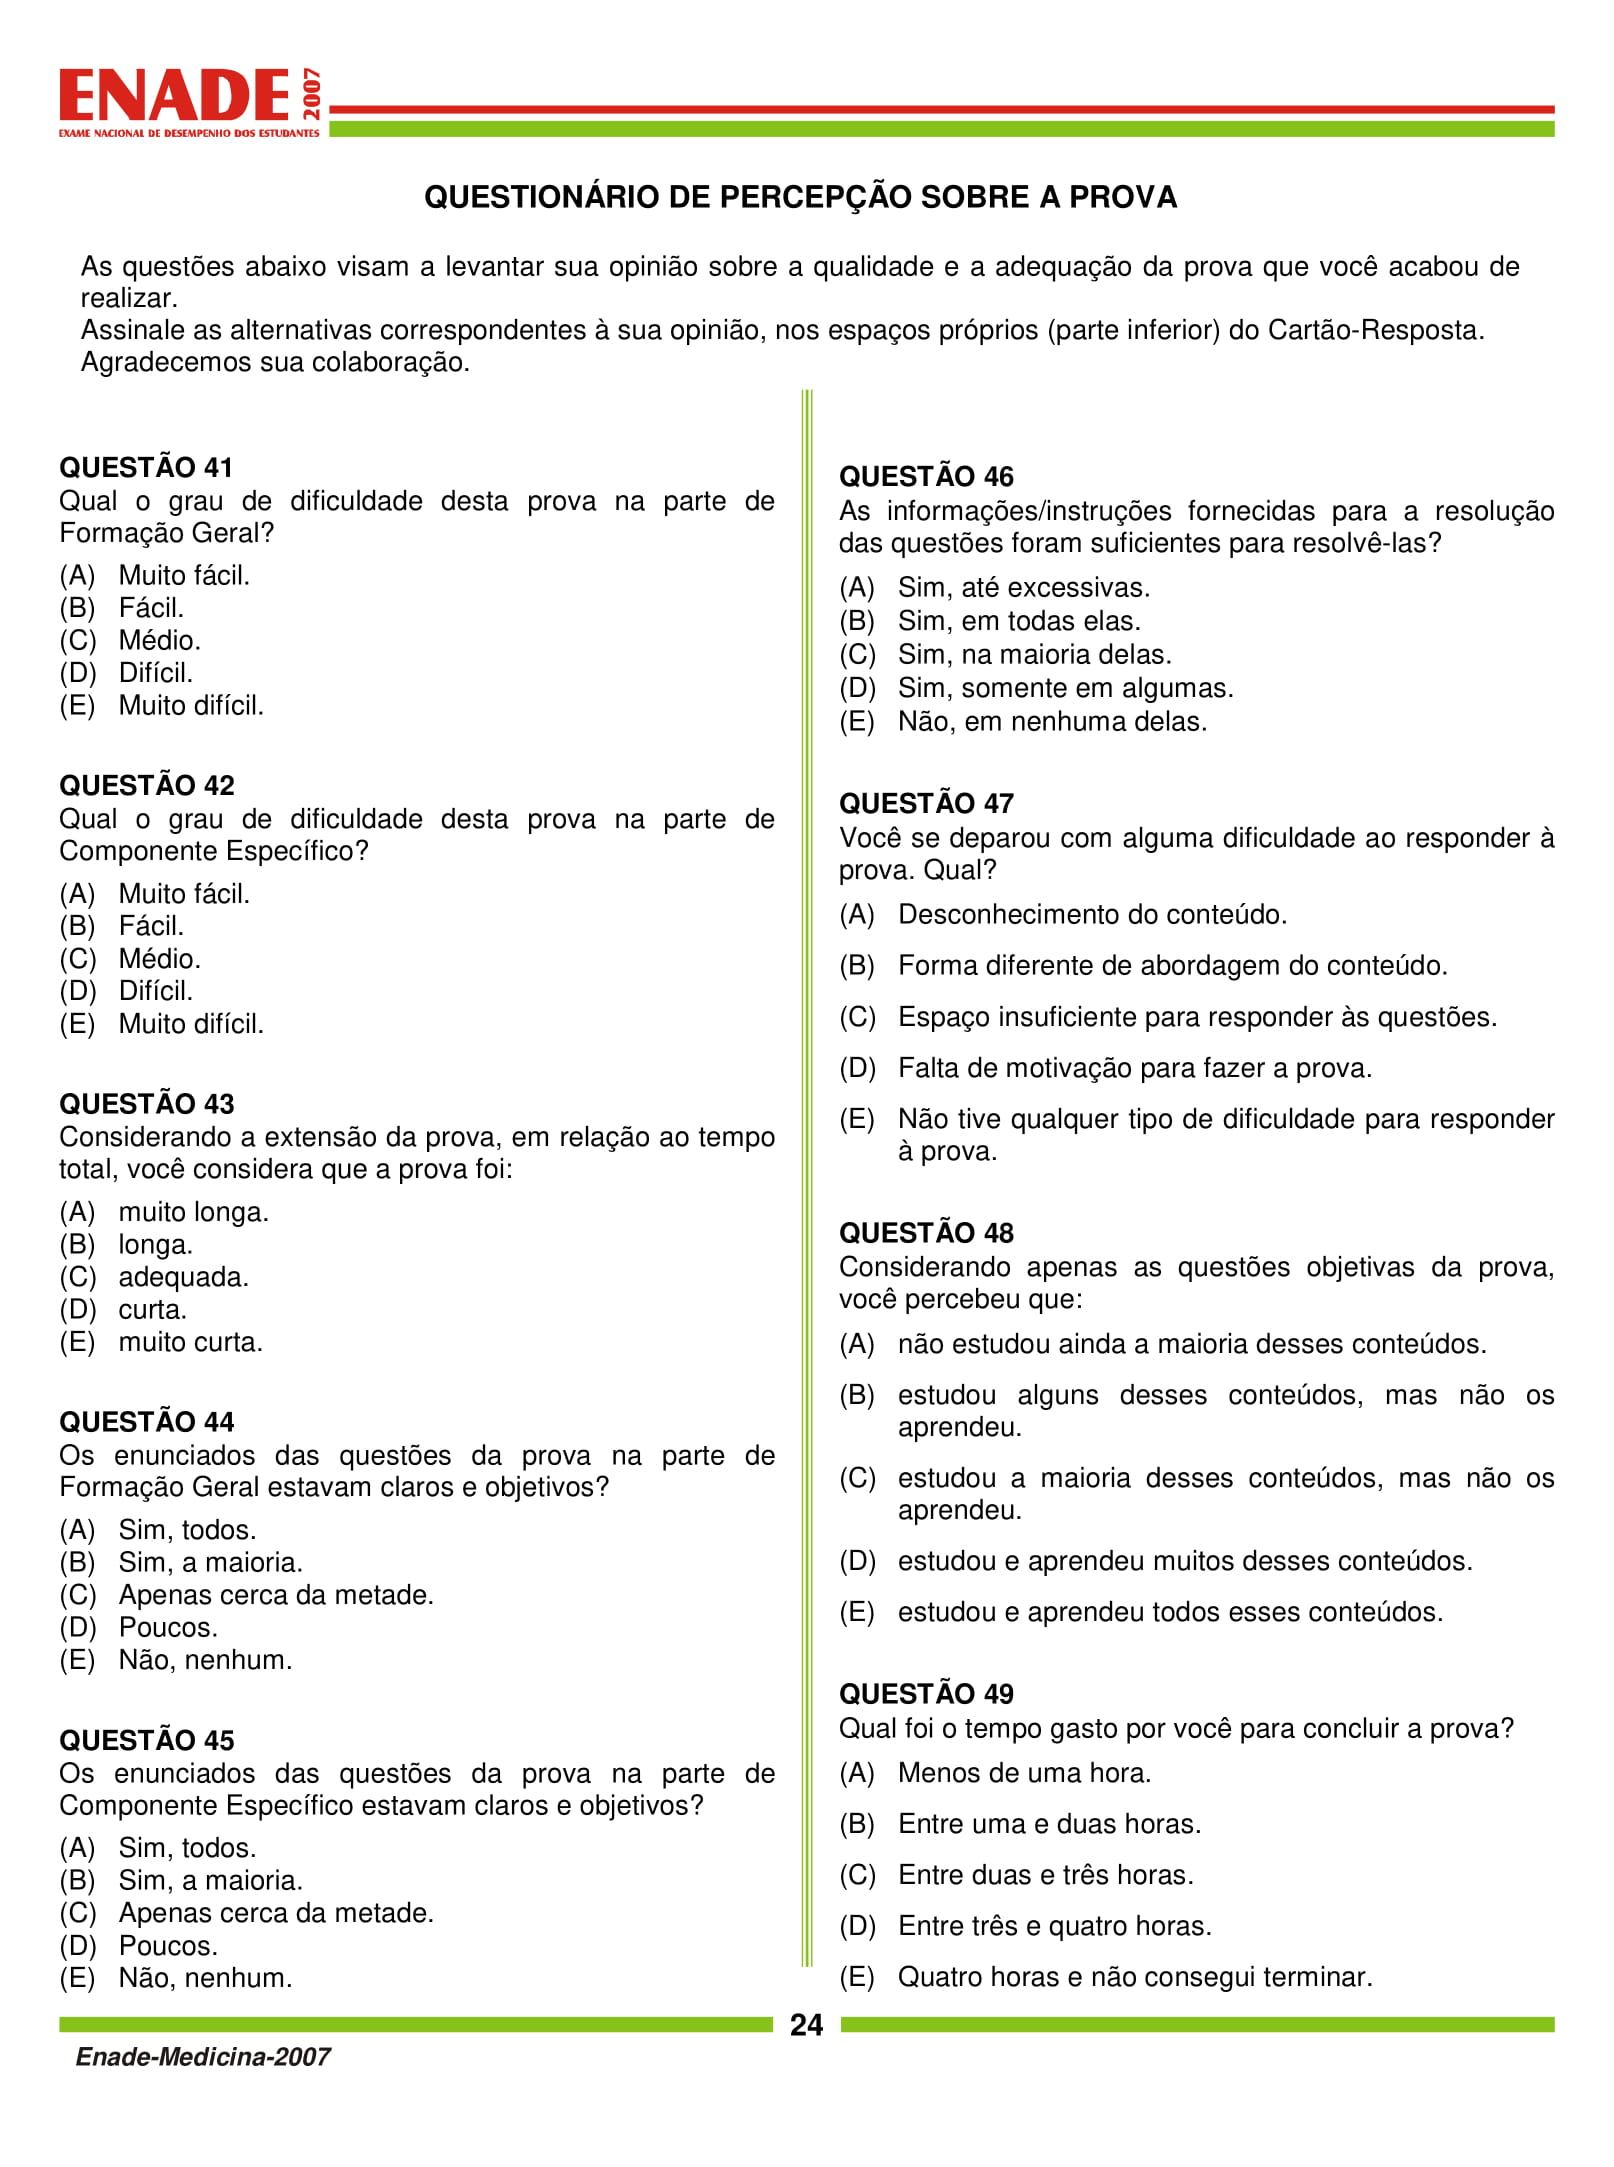 ENADE 2007
EXAME NACIONAL DE DESEMPENHO DOS ESTUDANTES
QUESTIONÁRIO DE PERCEPÇÃO SOBRE A PROVA
As questões abaixo visam a levantar sua opinião sobre a qualidade e a adequação da prova que você acabou de
realizar.
Assinale as alternativas correspondentes à sua opinião, nos espaços próprios (parte inferior) do Cartão-Resposta.
Agradecemos sua colaboração.
QUESTÃO 41
Qual o grau de dificuldade desta prova na parte de
Formação Geral?
(A) Muito fácil.
(B) Fácil.
(C) Médio.
(D) Difícil.
(E) Muito difícil.
QUESTÃO 42
Qual o grau de dificuldade desta prova na parte de
Componente Específico?
(A) Muito fácil.
(B) Fácil.
(C) Médio.
(D) Difícil.
(E) Muito difícil.
QUESTÃO 43
Considerando a extensão da prova, em relação ao tempo
total, você considera que a prova foi:
(A) muito longa.
(B) longa.
(C) adequada.
(D) curta.
(E) muito curta.
QUESTÃO 44
Os enunciados das questões da prova na parte de
Formação Geral estavam claros e objetivos?
(A) Sim, todos.
(B) Sim, a maioria.
(C) Apenas cerca da metade.
(D) Poucos.
(E) Não, nenhum.
QUESTÃO 45
Os enunciados das questões da prova na parte de
Componente Específico estavam claros e objetivos?
(A) Sim, todos.
(B) Sim, a maioria.
(C) Apenas cerca da metade.
(D) Poucos.
(E) Não, nenhum.
QUESTÃO 46
As informações/instruções fornecidas para a resolução
das questões foram suficientes para resolvê-las?
(A) Sim, até excessivas.
(B) Sim, em todas elas.
(C) Sim, na maioria delas.
(D) Sim, somente em algumas.
(E) Não, em nenhuma delas.
QUESTÃO 47
Você se deparou com alguma dificuldade ao responder à
prova. Qual?
(A) Desconhecimento do conteúdo.
(B) Forma diferente de abordagem do conteúdo.
(C) Espaço insuficiente para responder às questões.
(D) Falta de motivação para fazer a prova.
(E) Não tive qualquer tipo de dificuldade para responder
à prova.
QUESTÃO 48
Considerando apenas as questões objetivas da prova,
você percebeu que:
(A) não estudou ainda a maioria desses conteúdos.
(B) estudou alguns desses conteúdos, mas não os
aprendeu.
(C) estudou a maioria desses conteúdos, mas não os
aprendeu.
(D) estudou e aprendeu muitos desses conteúdos.
(E) estudou e aprendeu todos esses conteúdos.
QUESTÃO 49
Qual foi o tempo gasto por você para concluir a prova?
(A) Menos de uma hora.
(B) Entre uma e duas horas.
(C) Entre duas e três horas.
(D) Entre três e quatro horas.
(E) Quatro horas e não consegui terminar.
24
Enade-Medicina-2007